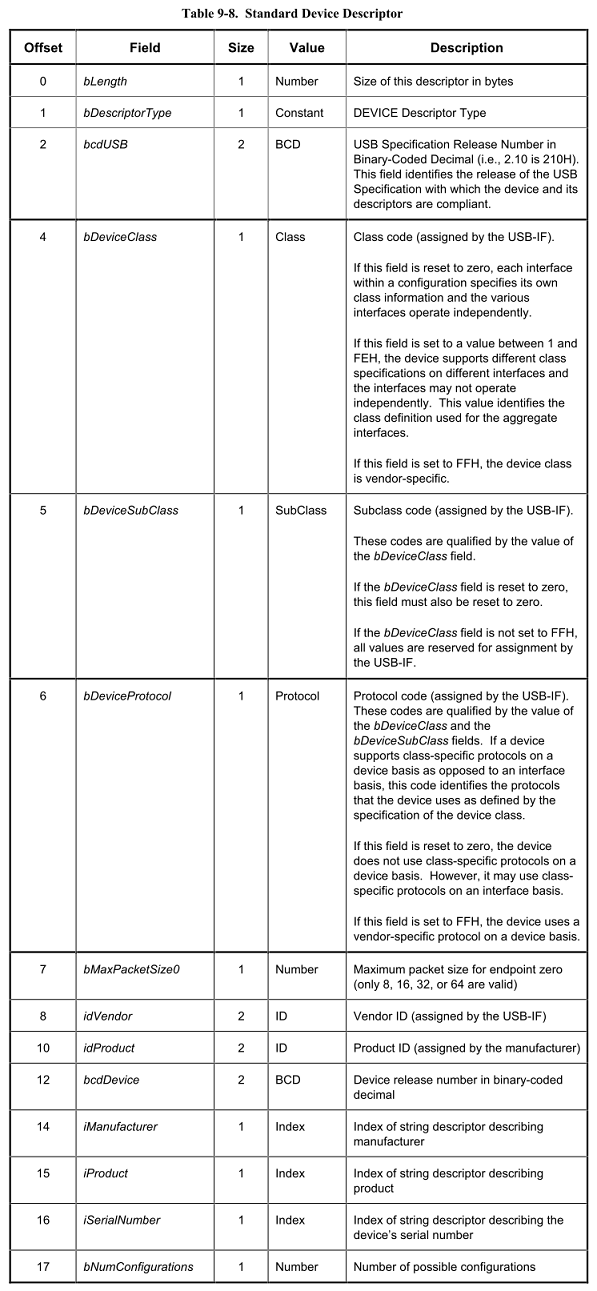 Table 9-8. Standard Device Descriptor
Offset Field Size Value Description
0 bLength 1 Number Size of this descriptor in bytes
1 bDescriptorType 1 Constant DEVICE Descriptor Type
2 bcdUSB 2 BCD USB Specification Release Number in
Binary-Coded Decimal (i.e., 2.10 is 210H).
This field identifies the release of the USB
Specification with which the device and its
descriptors are compliant.
4 bDeviceClass 1 Class Class code (assigned by the USB-IF).
If this field is reset to zero, each interface
within a configuration specifies its own
class information and the various
interfaces operate independently.
If this field is set to a value between 1 and
FEH, the device supports different class
specifications on different interfaces and
the interfaces may not operate
independently. This value identifies the
class definition used for the aggregate
interfaces.
If this field is set to FFH, the device class
is vendor-specific.
5 bDeviceSubClass 1 SubClass Subclass code (assigned by the USB-IF).
These codes are qualified by the value of
the bDeviceClass field.
If the bDeviceClass field is reset to zero,
this field must also be reset to zero.
If the bDeviceClass field is not set to FFH,
all values are reserved for assignment by
the USB-IF.
6 bDeviceProtocol 1 Protocol Protocol code (assigned by the USB-IF).
These codes are qualified by the value of
the bDeviceClass and the
bDeviceSubClass fields. If a device
supports class-specific protocols on a
device basis as opposed to an interface
basis, this code identifies the protocols
that the device uses as defined by the
specification of the device class.
If this field is reset to zero, the device
does not use class-specific protocols on a
device basis. However, it may use class-
specific protocols on an interface basis.
If this field is set to FFH, the device uses a
vendor-specific protocol on a device basis.
7 bMaxPacketSize0 1 Number Maximum packet size for endpoint zero
(only 8, 16, 32, or 64 are valid)
8 idVendor 2 ID Vendor ID (assigned by the USB-IF)
10 idProduct 2 ID Product ID (assigned by the manufacturer)
12 bcdDevice 2 BCD Device release number in binary-coded
decimal
14 iManufacturer 1 Index Index of string descriptor describing
manufacturer
15 iProduct 1 Index Index of string descriptor describing
product
16 iSerialNumber 1 Index Index of string descriptor describing the
device's serial number
17 bNumConfigurations 1 Number Number of possible configurations